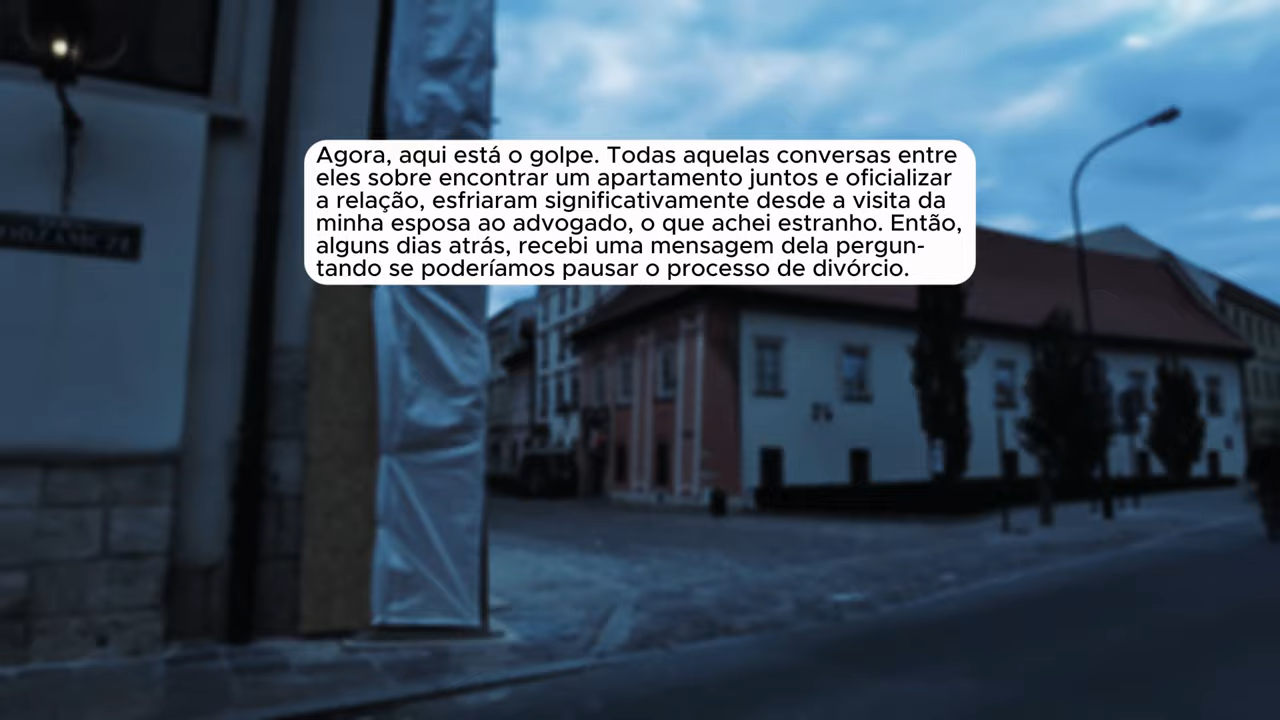 Agora, aqui está o golpe. Todas aquelas conversas entre
eles sobre encontrar um apartamento juntos e oficializar
a relação, esfriaram significativamente desde a visita da
minha esposa ao advogado, o que achei estranho. Então,
alguns dias atrás, recebi uma mensagem dela pergun-
tando se poderíamos pausar o processo de divórcio.